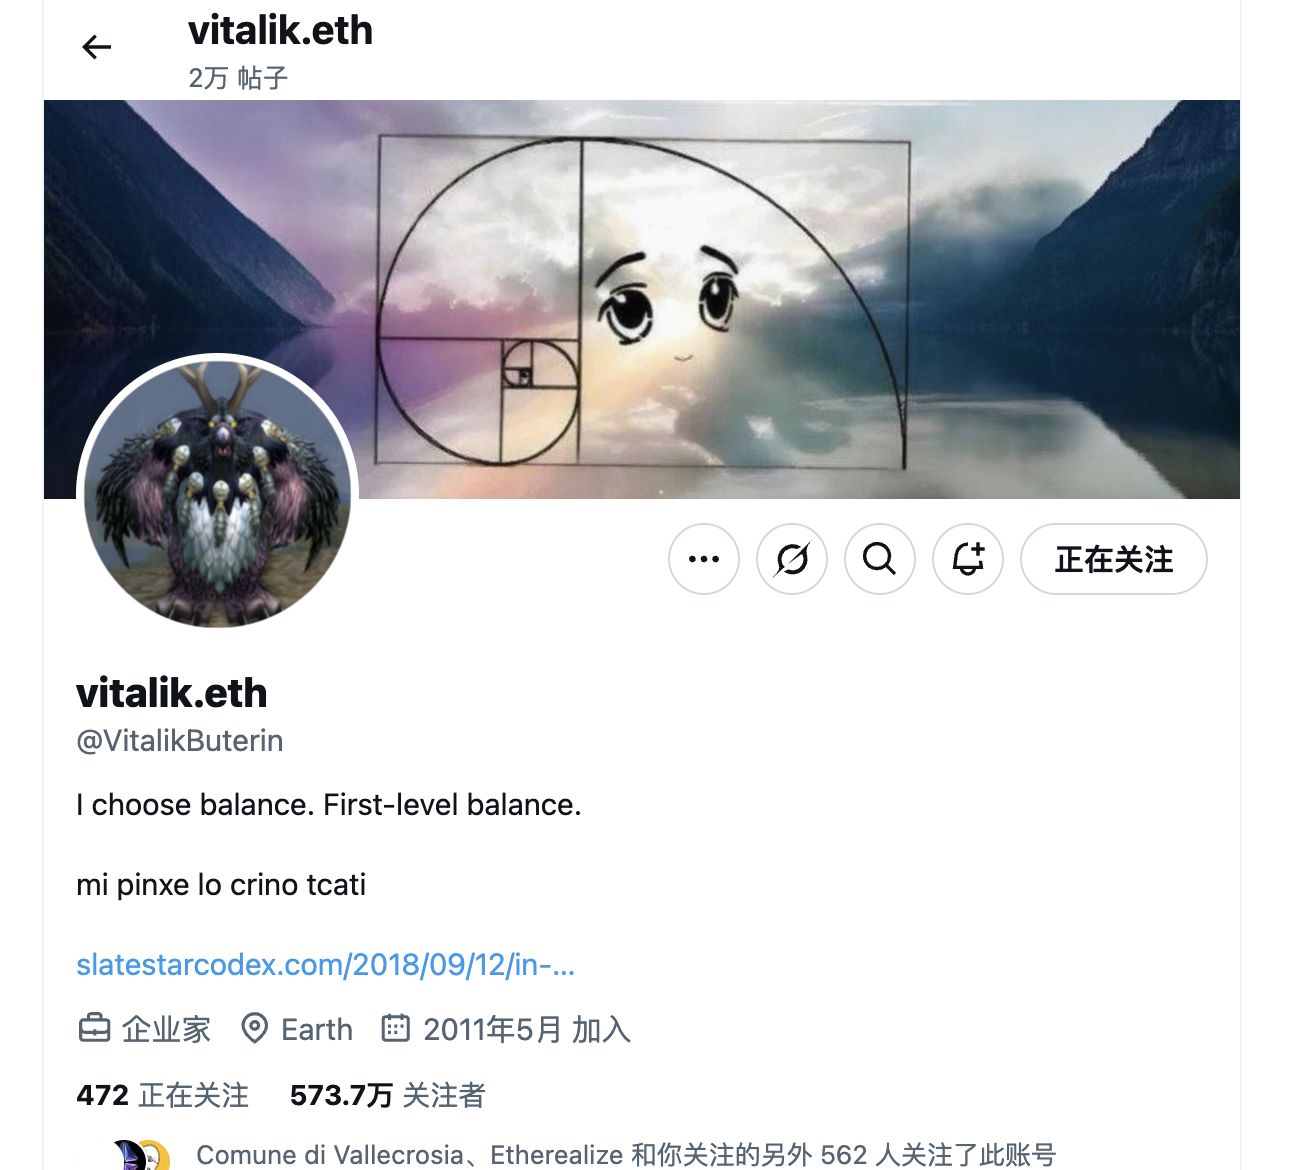 vitalik.eth
2万 帖子
正在关注
vitalik.eth
@VitalikButerin
I choose balance. First-level balance.
mi pinxe lo crino tcati
slatestarcodex.com/2018/09/12/in-...
企业家 Earth 2011年5月 加入
472 正在关注 573.7万 关注者
Comune di Vallecrosia、Etherealize 和你关注的另外 562 人关注了此账号